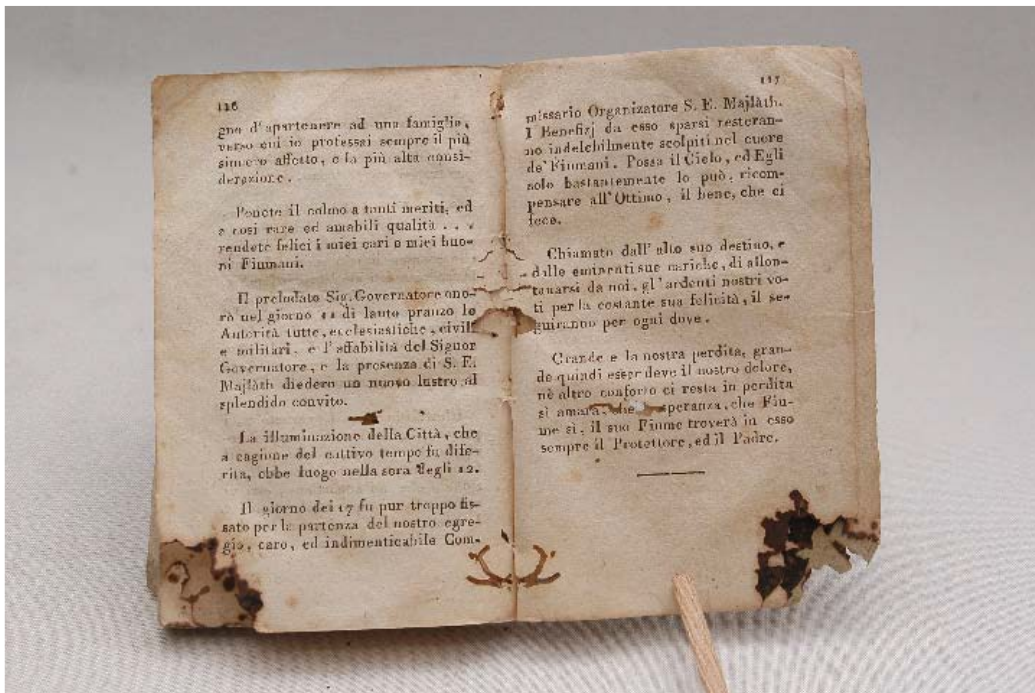 126
gno d'apartenere ad una famiglia,
verso cui io professai sempre il più
sincero affetto, e la più alta consi-
derazione.
Ponete il colmo a tanti meriti, ed
a così rare ed amabili qualità . . .
rendete felici i miei cari e miei buo-
ni Fiumani.
Il prelodato Sig. Governatore ono-
rò nel giorno 11 di lauto pranzo le
Autorità tutte, ecclesiastiche, civili
e militari, e l'affabilità del Signor
Governatore, e la presenza di S. E.
Majlàth diedero un nuovo lustro al
splendido convito.
La illuminazione della Città, che
a cagione del cattivo tempo fu dife-
rita, ebbe luogo nella sera degli 12.
Il giorno dei 17 fu pur troppo fis-
sato per la partenza del nostro egre-
gio, caro, ed indimenticabile Com-
127
missario Organizatore S. E. Majlàth.
I Benefizj da esso sparsi resteran-
no indelebilmente scolpiti nel cuore
de' Fiumani. Possa il Cielo, ed Egli
solo bastantemente lo può, ricom-
pensare all'Ottimo, il bene, che ci
fece.
Chiamato dall'alto suo destino, e
dalle eminenti sue cariche, di allon-
tanarsi da noi, gl'ardenti nostri vo-
ti per la costante sua felicità, il se-
guiranno per ogni dove.
Grande e la nostra perdita, gran-
de quindi esser deve il nostro dolore,
nè altro conforto ci resta in perdita
sì amara, che speranza, che Fiu-
me sì, il suo Fiume troverà in esso
sempre il Protettore, ed il Padre.